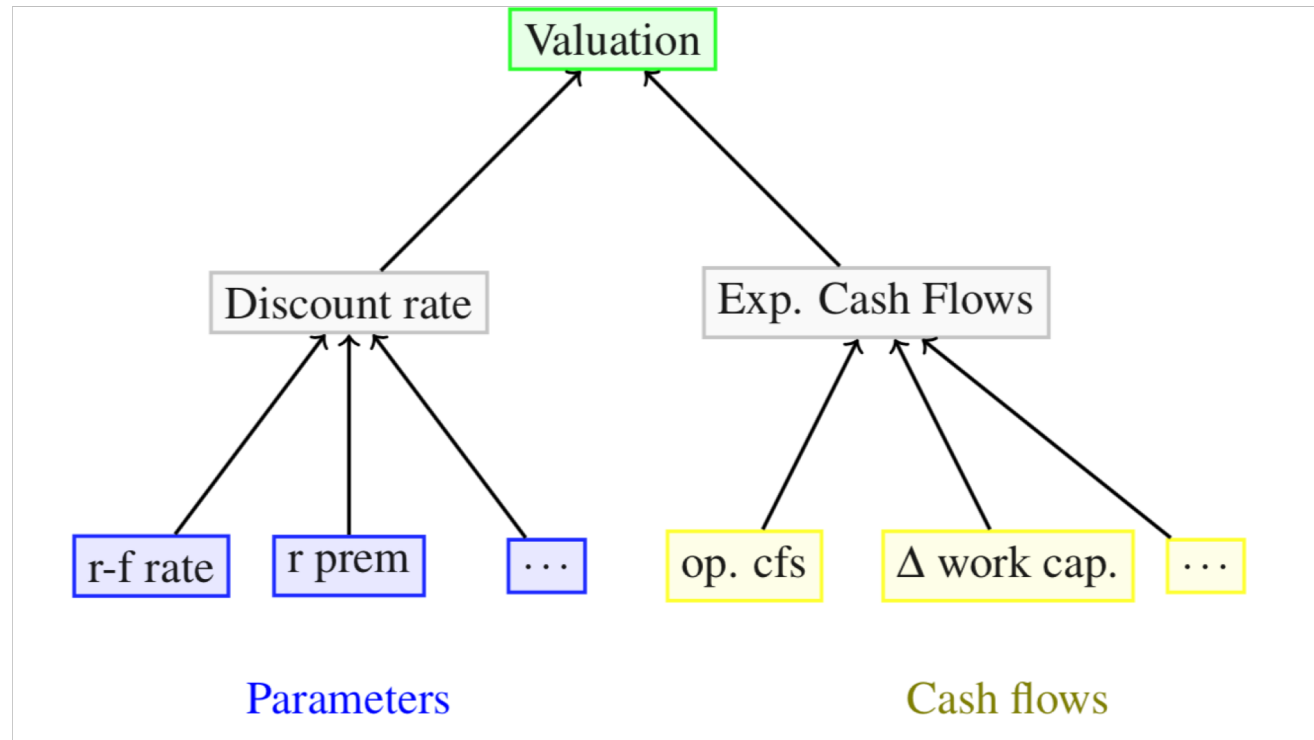 Valuation
Discount rate
Exp. Cash Flows
r-f rate
r prem
⋯
op. cfs
Δ work cap.
⋯
Parameters
Cash flows